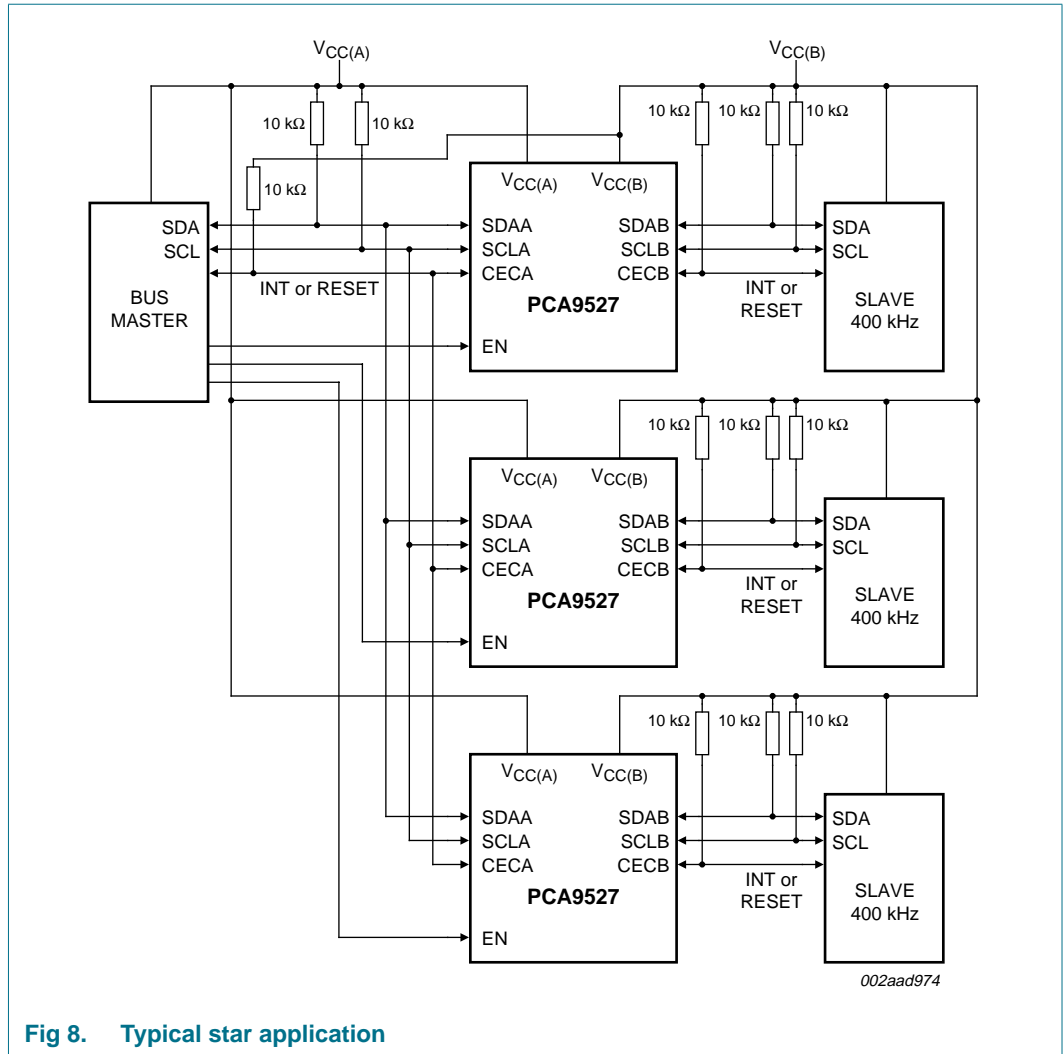 VCC(A)
VCC(B)
10 kΩ
10 kΩ
10 kΩ
10 kΩ
10 kΩ
10 kΩ
VCC(A)
VCC(B)
SDA
SCL
BUS
MASTER
INT or RESET
SDAA
SCLA
CECA
PCA9527
EN
SDAB
SCLB
CECB
INT or
RESET
SDA
SCL
SLAVE
400 kHz
10 kΩ
10 kΩ
10 kΩ
VCC(A)
VCC(B)
SDAA
SCLA
CECA
PCA9527
EN
SDAB
SCLB
CECB
INT or
RESET
SDA
SCL
SLAVE
400 kHz
10 kΩ
10 kΩ
10 kΩ
VCC(A)
VCC(B)
SDAA
SCLA
CECA
PCA9527
EN
SDAB
SCLB
CECB
INT or
RESET
SDA
SCL
SLAVE
400 kHz
002aad974
Fig 8. Typical star application